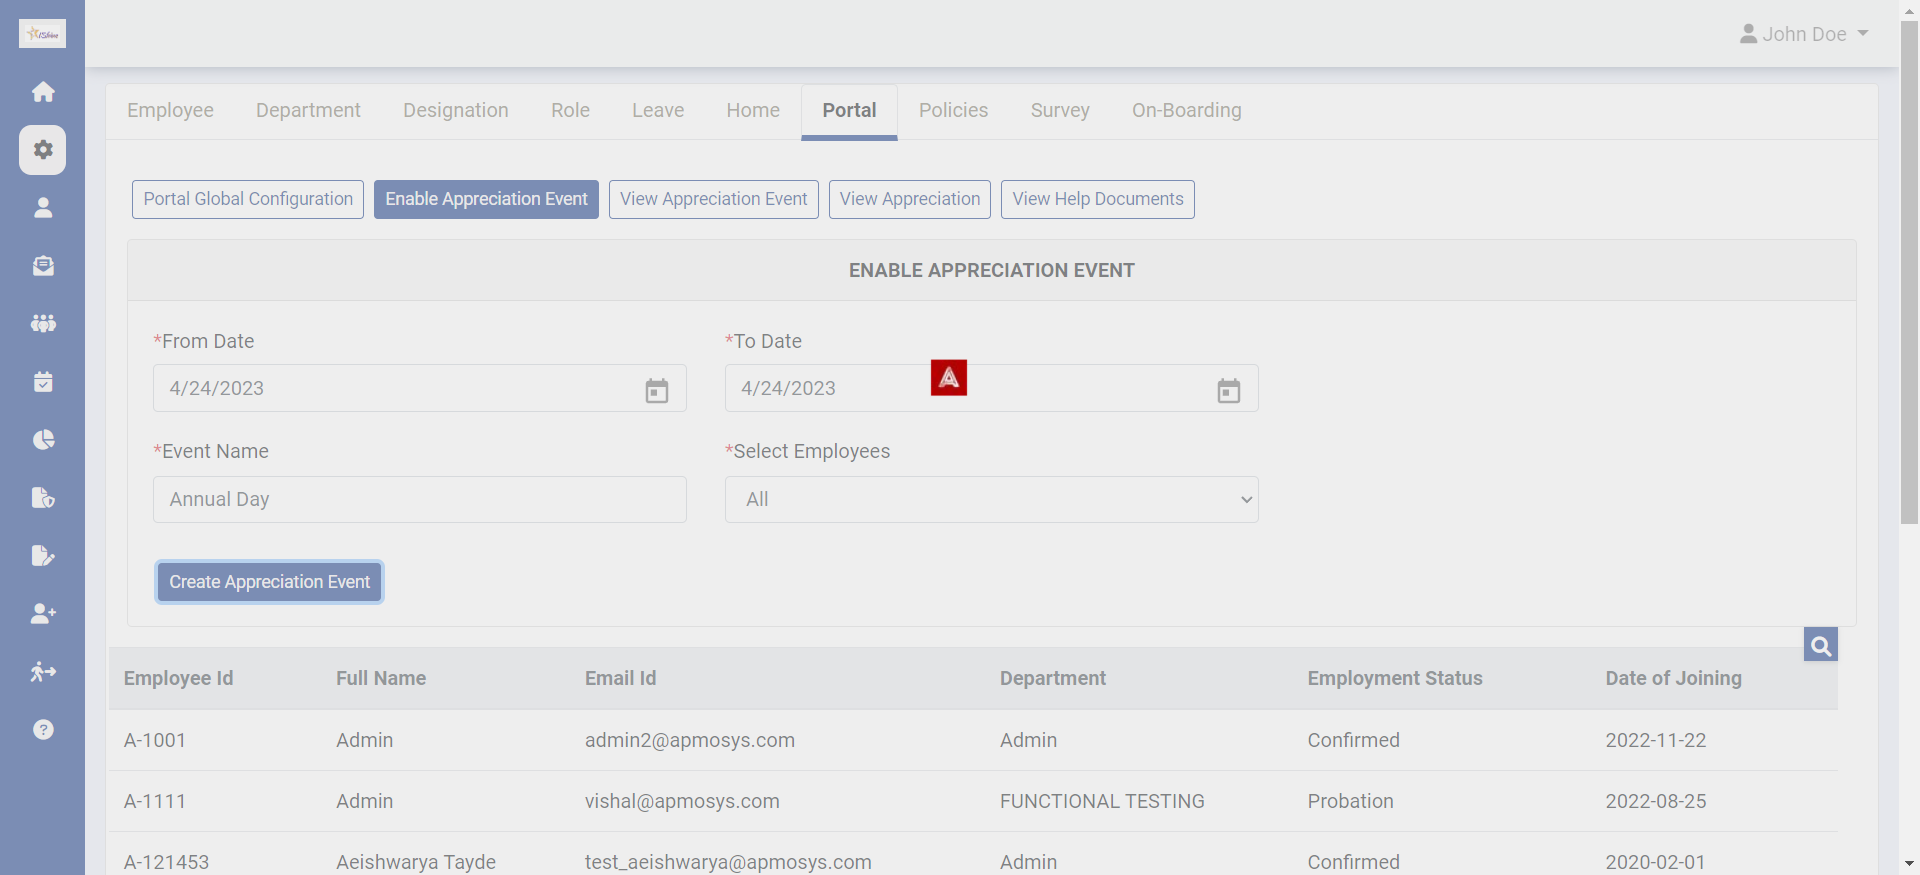 iShine
John Doe
Employee Department Designation Role Leave Home Portal Policies Survey On-Boarding
Portal Global Configuration Enable Appreciation Event View Appreciation Event View Appreciation View Help Documents
ENABLE APPRECIATION EVENT
*From Date *To Date
4/24/2023 4/24/2023
*Event Name *Select Employees
Annual Day All
Create Appreciation Event
Employee Id Full Name Email Id Department Employment Status Date of Joining
A-1001 Admin admin2@apmosys.com Admin Confirmed 2022-11-22
A-1111 Admin vishal@apmosys.com FUNCTIONAL TESTING Probation 2022-08-25
A-121453 Aeishwarya Tayde test_aeishwarya@apmosys.com Admin Confirmed 2020-02-01